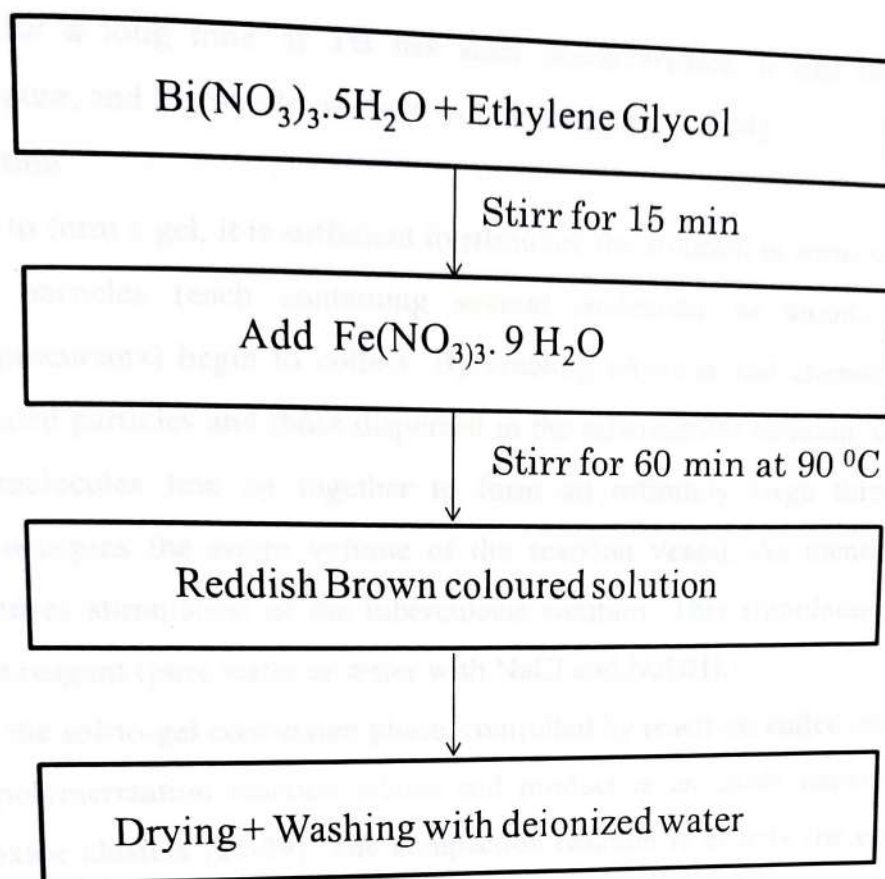 Bi(NO₃)₃.5H₂O + Ethylene Glycol
Stirr for 15 min
Add Fe(NO₃)₃. 9 H₂O
Stirr for 60 min at 90 ⁰C
Reddish Brown coloured solution
Drying + Washing with deionized water